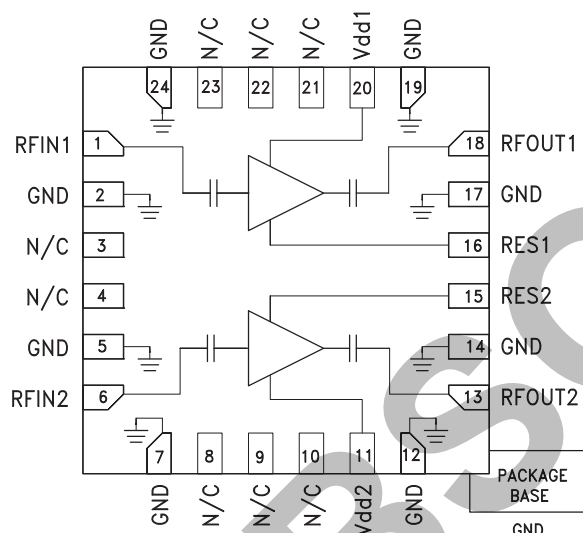 GND N/C N/C N/C Vdd1 GND
24 23 22 21 20 19
RFIN1 1 18 RFOUT1
GND 2 17 GND
N/C 3 16 RES1
N/C 4 15 RES2
GND 5 14 GND
RFIN2 6 13 RFOUT2
7 8 9 10 11 12
GND N/C N/C N/C Vdd2 GND
PACKAGE
BASE
GND